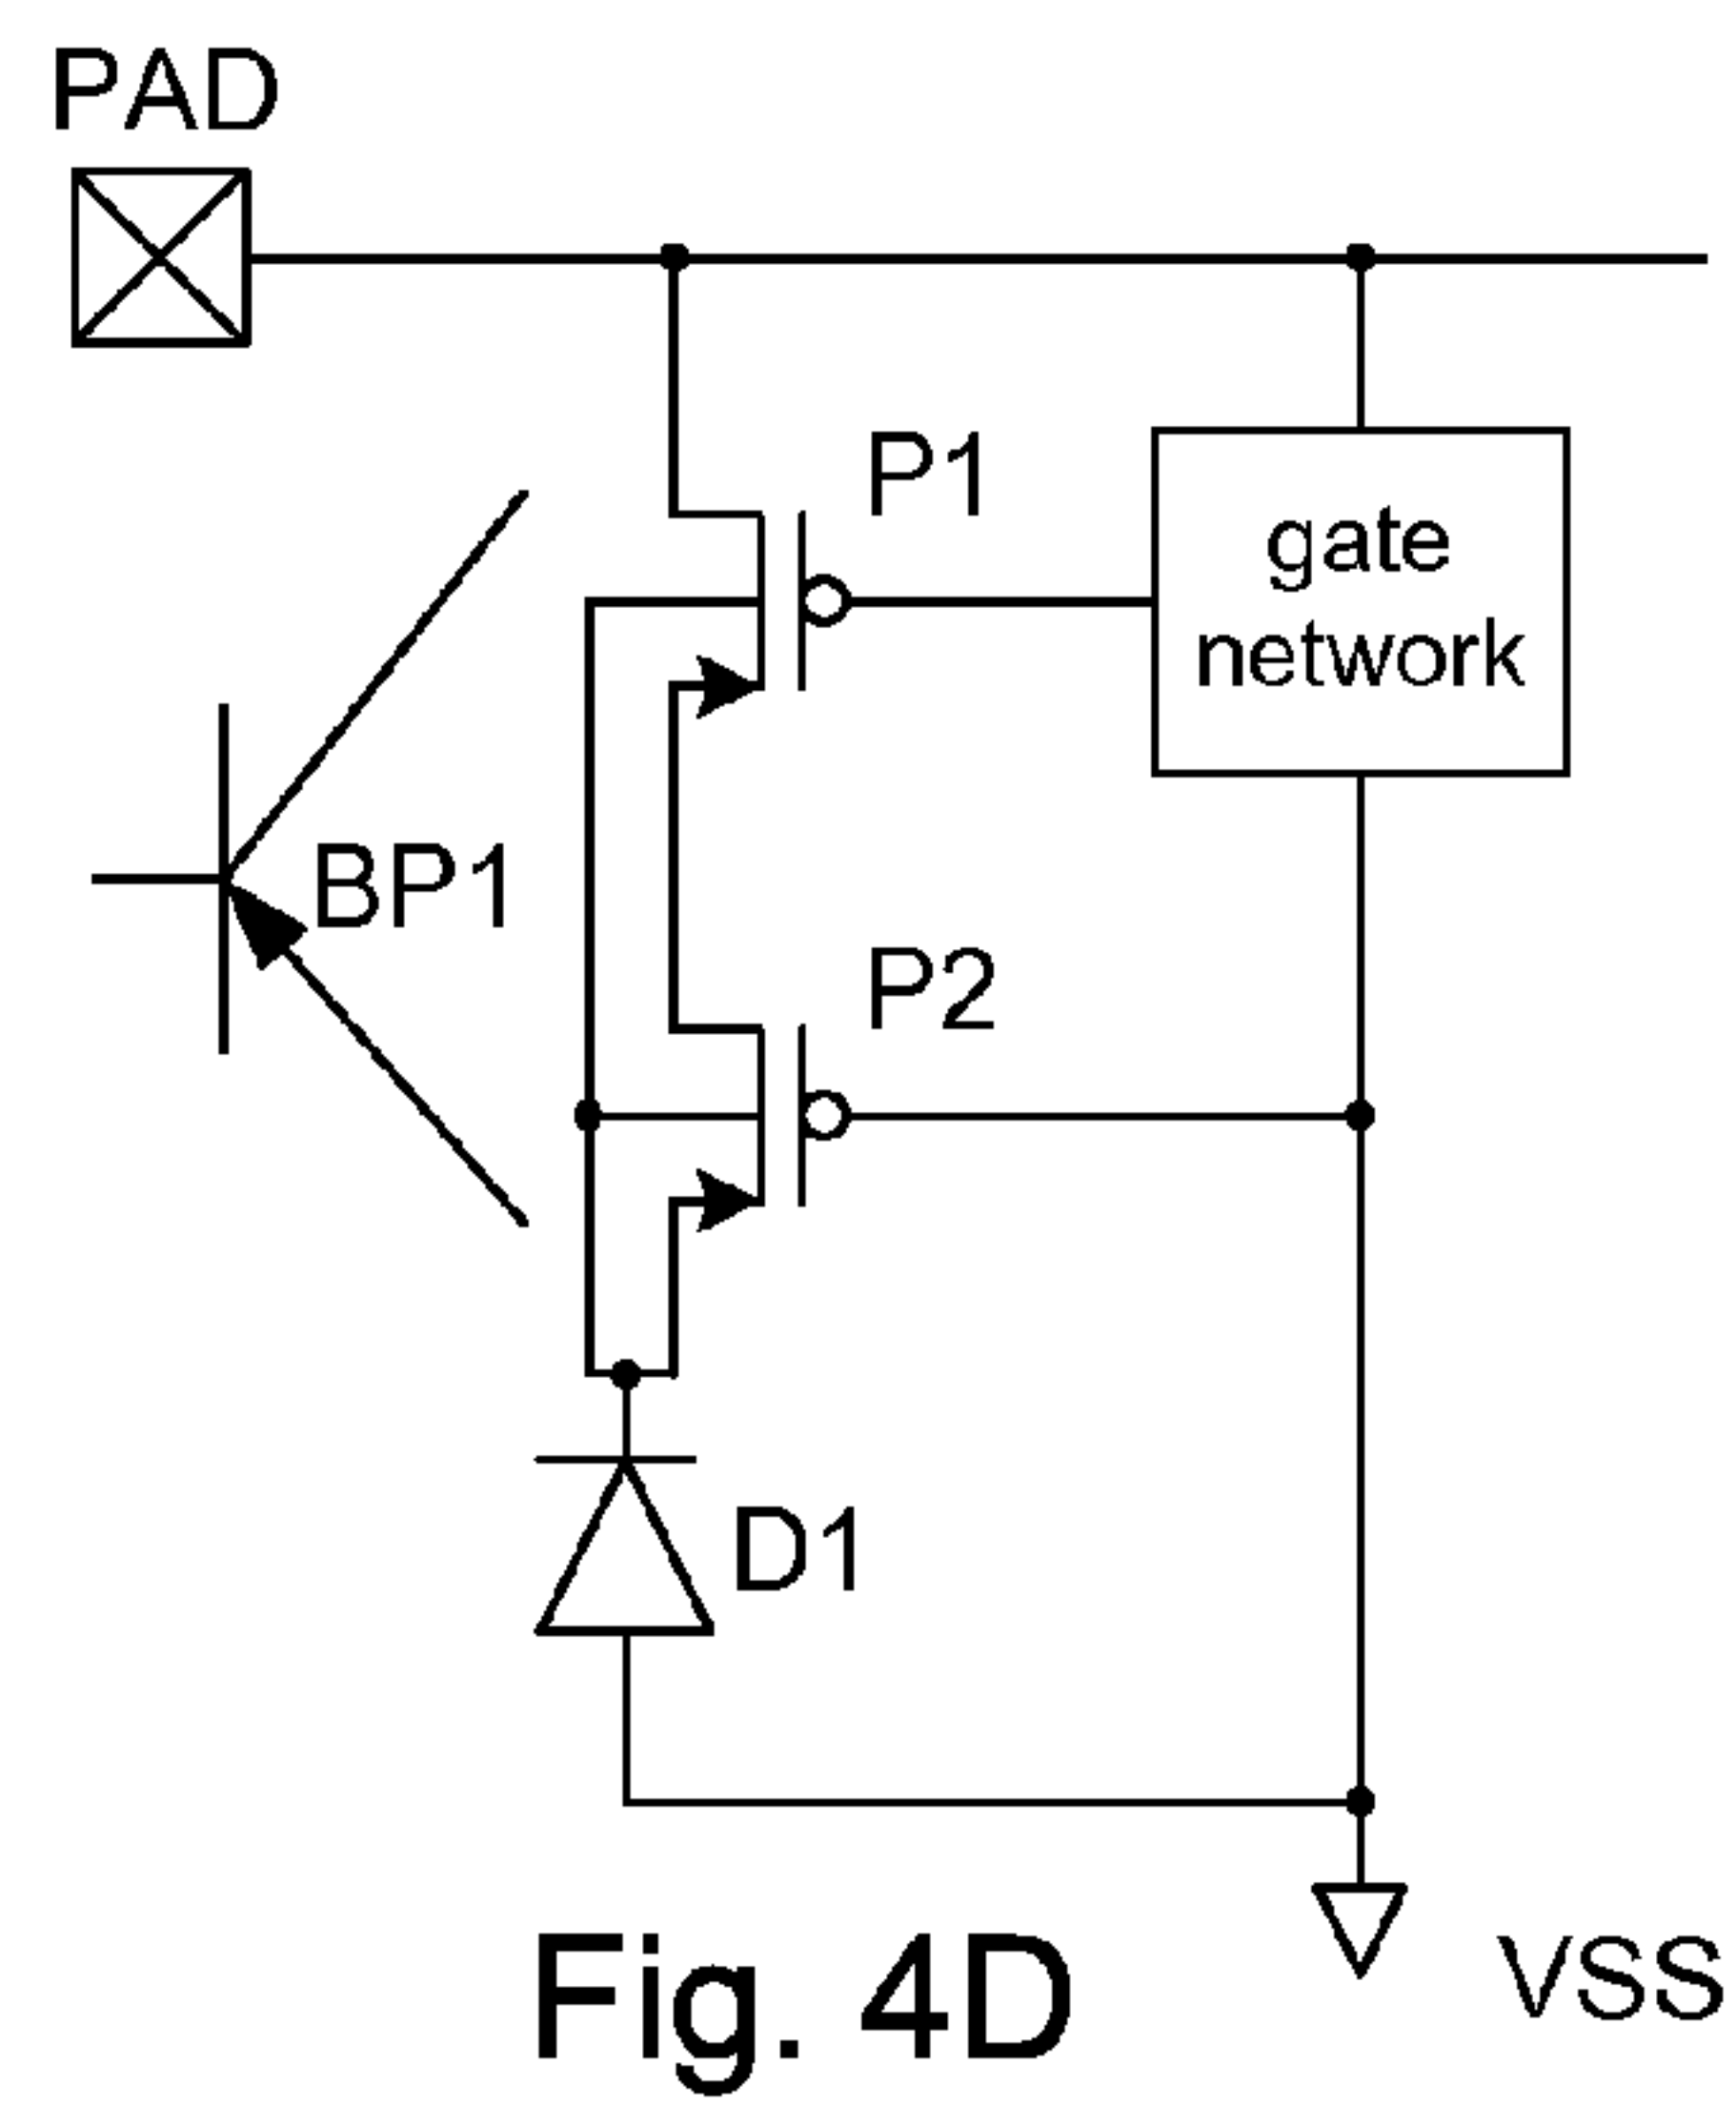 PAD
P1
gate
network
BP1
P2
D1
VSS
Fig. 4D